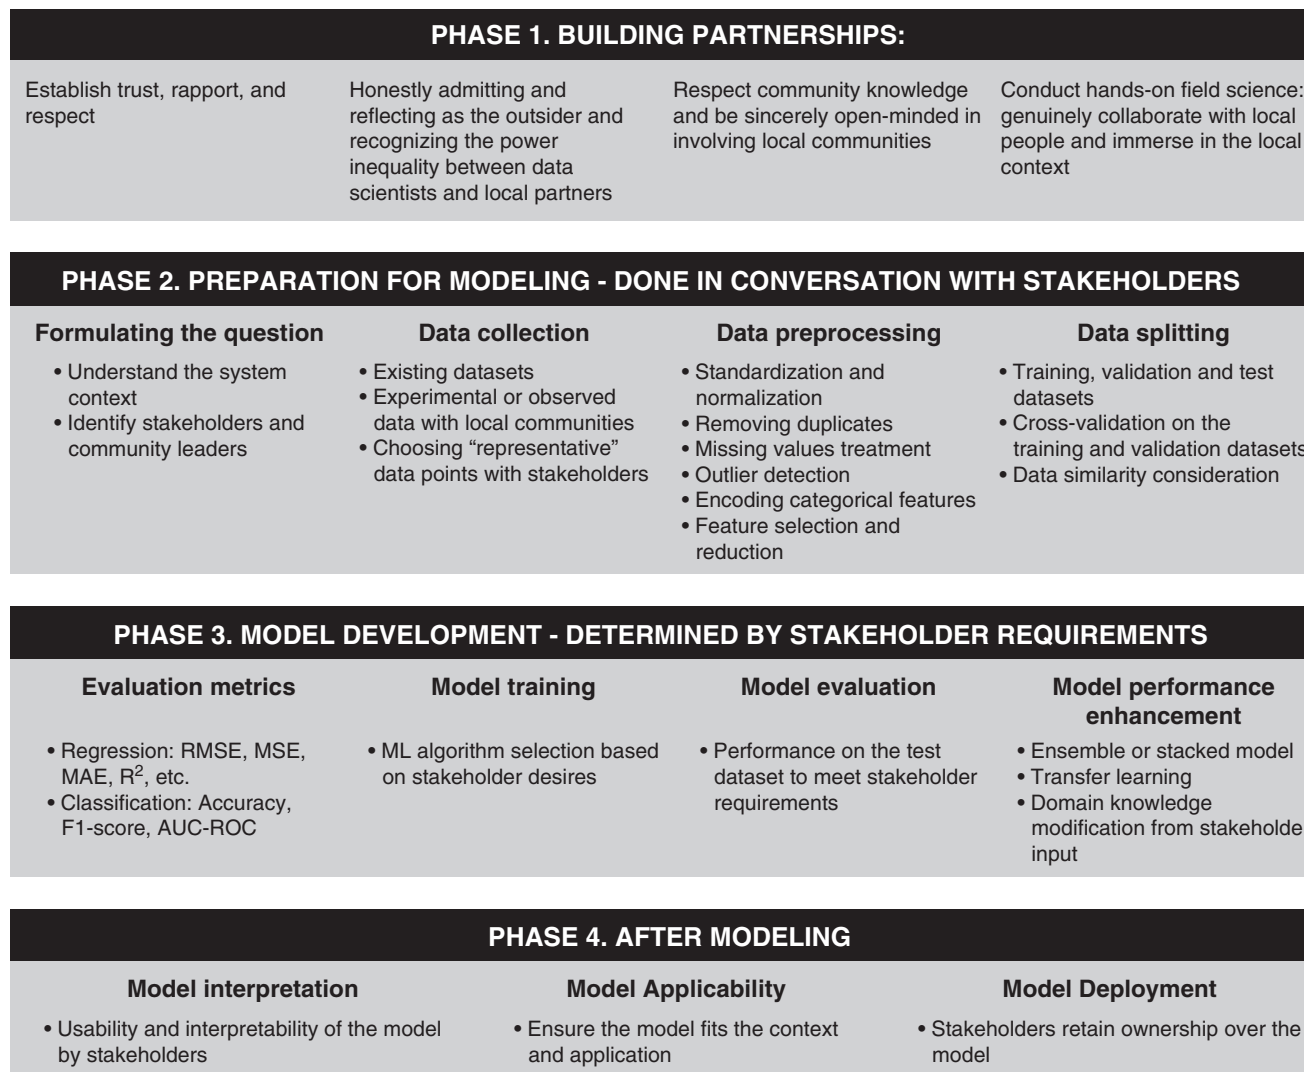 PHASE 1. BUILDING PARTNERSHIPS:
Establish trust, rapport, and
respect
Honestly admitting and
reflecting as the outsider and
recognizing the power
inequality between data
scientists and local partners
Respect community knowledge
and be sincerely open-minded in
involving local communities
Conduct hands-on field science:
genuinely collaborate with local
people and immerse in the local
context
PHASE 2. PREPARATION FOR MODELING - DONE IN CONVERSATION WITH STAKEHOLDERS
Formulating the question
• Understand the system
context
• Identify stakeholders and
community leaders
Data collection
• Existing datasets
• Experimental or observed
data with local communities
• Choosing “representative”
data points with stakeholders
Data preprocessing
• Standardization and
normalization
• Removing duplicates
• Missing values treatment
• Outlier detection
• Encoding categorical features
• Feature selection and
reduction
Data splitting
• Training, validation and test
datasets
• Cross-validation on the
training and validation datasets
• Data similarity consideration
PHASE 3. MODEL DEVELOPMENT - DETERMINED BY STAKEHOLDER REQUIREMENTS
Evaluation metrics
• Regression: RMSE, MSE,
MAE, R², etc.
• Classification: Accuracy,
F1-score, AUC-ROC
Model training
• ML algorithm selection based
on stakeholder desires
Model evaluation
• Performance on the test
dataset to meet stakeholder
requirements
Model performance
enhancement
• Ensemble or stacked model
• Transfer learning
• Domain knowledge
modification from stakeholde
input
PHASE 4. AFTER MODELING
Model interpretation
• Usability and interpretability of the model
by stakeholders
Model Applicability
• Ensure the model fits the context
and application
Model Deployment
• Stakeholders retain ownership over the
model